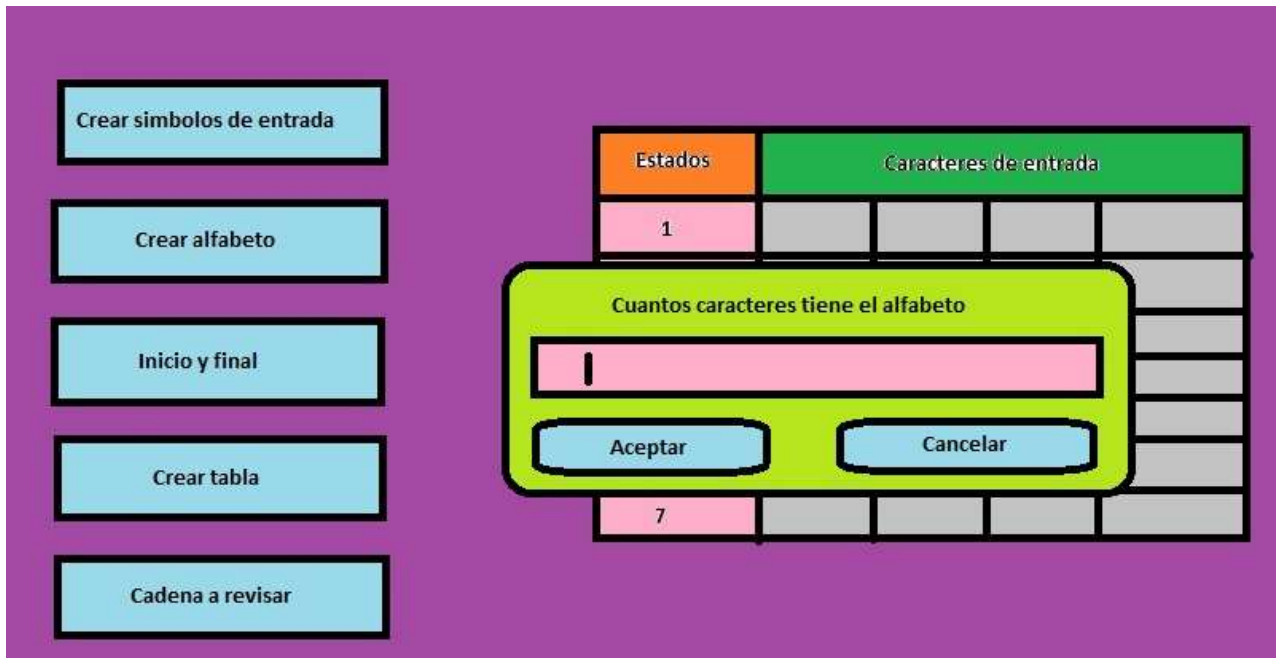 Crear simbolos de entrada
Crear alfabeto
Inicio y final
Crear tabla
Cadena a revisar
Estados Caracteres de entrada
1
Cuantos caracteres tiene el alfabeto
Aceptar Cancelar
7